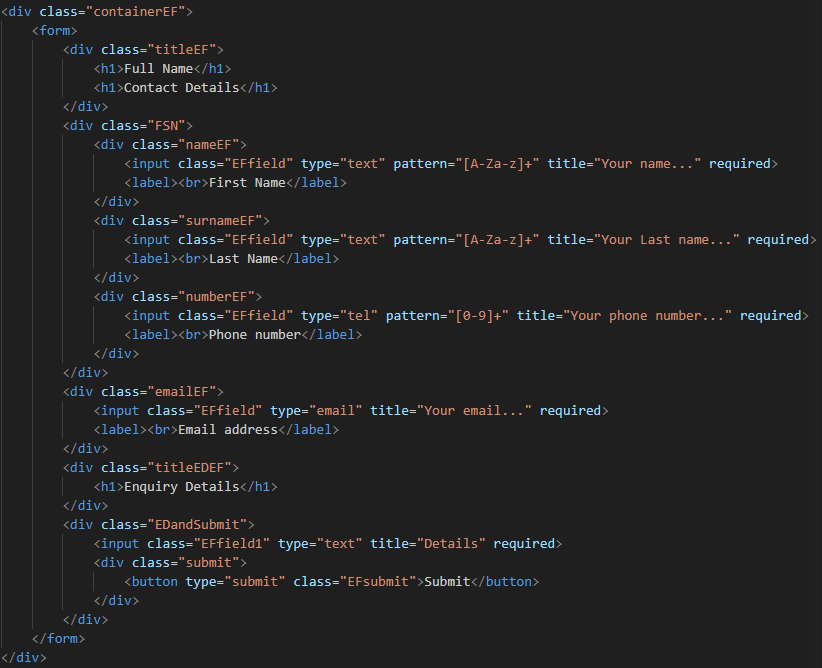 <div class="containerEF">
    <form>
        <div class="titleEF">
            <h1>Full Name</h1>
            <h1>Contact Details</h1>
        </div>
        <div class="FSN">
            <div class="nameEF">
                <input class="EFfield" type="text" pattern="[A-Za-z]+" title="Your name..." required>
                <label><br>First Name</label>
            </div>
            <div class="surnameEF">
                <input class="EFfield" type="text" pattern="[A-Za-z]+" title="Your Last name..." required>
                <label><br>Last Name</label>
            </div>
            <div class="numberEF">
                <input class="EFfield" type="tel" pattern="[0-9]+" title="Your phone number..." required>
                <label><br>Phone number</label>
            </div>
        </div>
        <div class="emailEF">
            <input class="EFfield" type="email" title="Your email..." required>
            <label><br>Email address</label>
        </div>
        <div class="titleEDEF">
            <h1>Enquiry Details</h1>
        </div>
        <div class="EDandSubmit">
            <input class="EFfield1" type="text" title="Details" required>
            <div class="submit">
                <button type="submit" class="EFsubmit">Submit</button>
            </div>
        </div>
    </form>
</div>